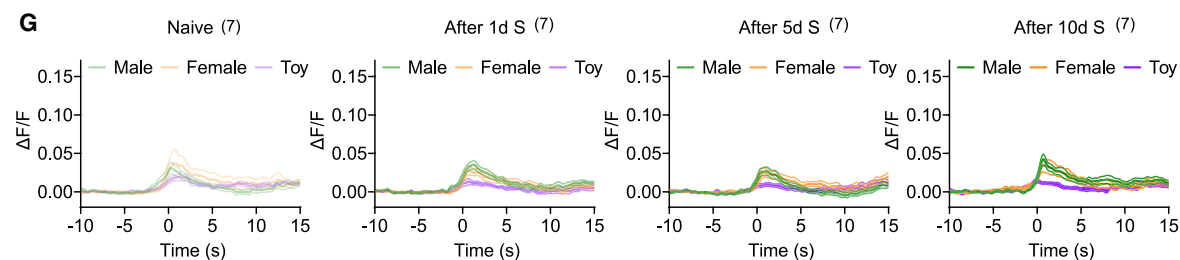 G
Naive (7)
Male Female Toy
0.15
0.10
0.05
0.00
ΔF/F
-10 -5 0 5 10 15
Time (s)
After 1d S (7)
Male Female Toy
0.15
0.10
0.05
0.00
ΔF/F
-10 -5 0 5 10 15
Time (s)
After 5d S (7)
Male Female Toy
0.15
0.10
0.05
0.00
ΔF/F
-10 -5 0 5 10 15
Time (s)
After 10d S (7)
Male Female Toy
0.15
0.10
0.05
0.00
ΔF/F
-10 -5 0 5 10 15
Time (s)